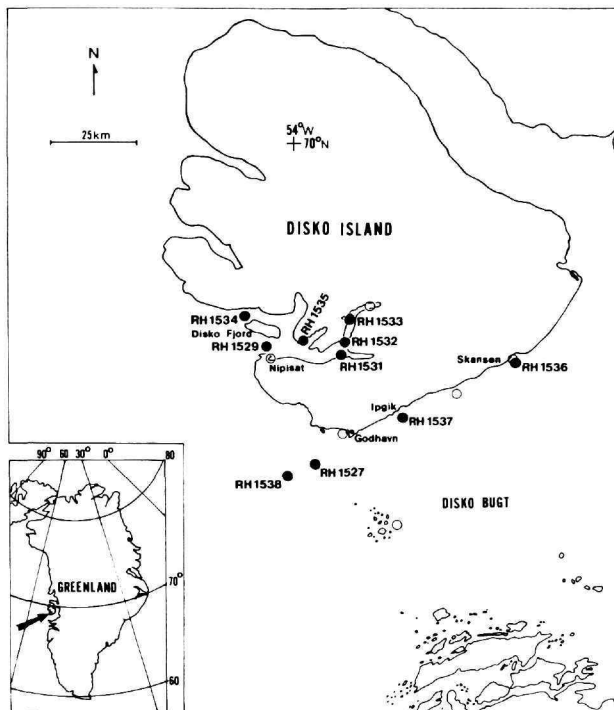 N
25km
54°W
70°N
DISKO ISLAND
RH 1535
RH 1534
RH 1533
Disko Fjord
RH 1529
RH 1532
RH 1531
Nipisat
Skansen
RH 1536
Ipgik
RH 1537
Godhavn
RH 1527
RH 1538
DISKO BUGT
90° 60 30° 0° 80
GREENLAND
70°
60